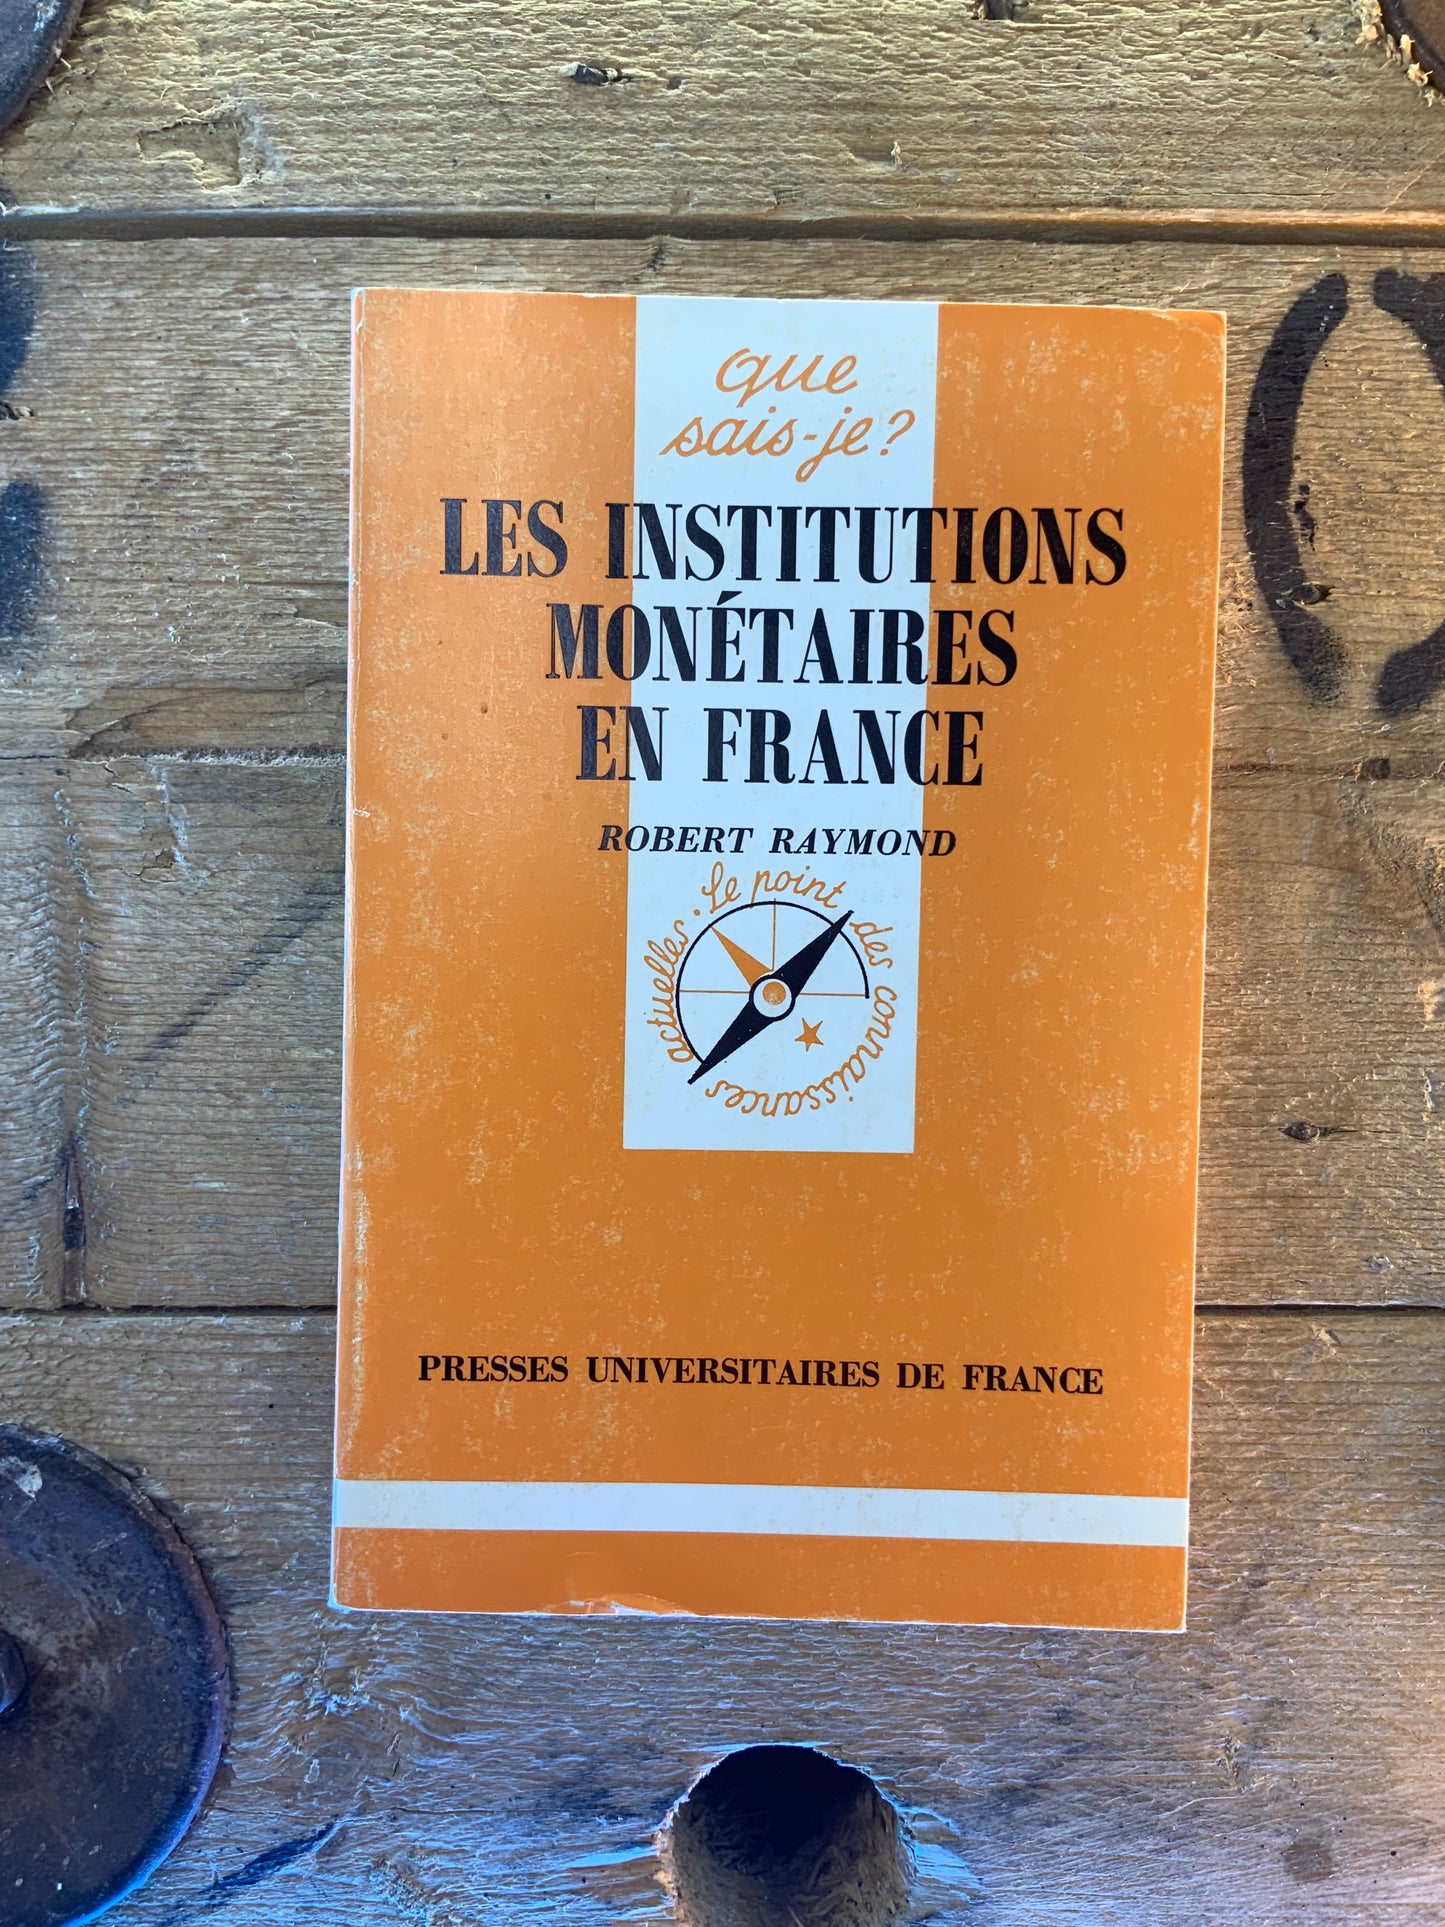 que
sais-je?
LES INSTITUTIONS
MONÉTAIRES
EN FRANCE
ROBERT RAYMOND
Le point des connaissances actuelles.
PRESSES UNIVERSITAIRES DE FRANCE